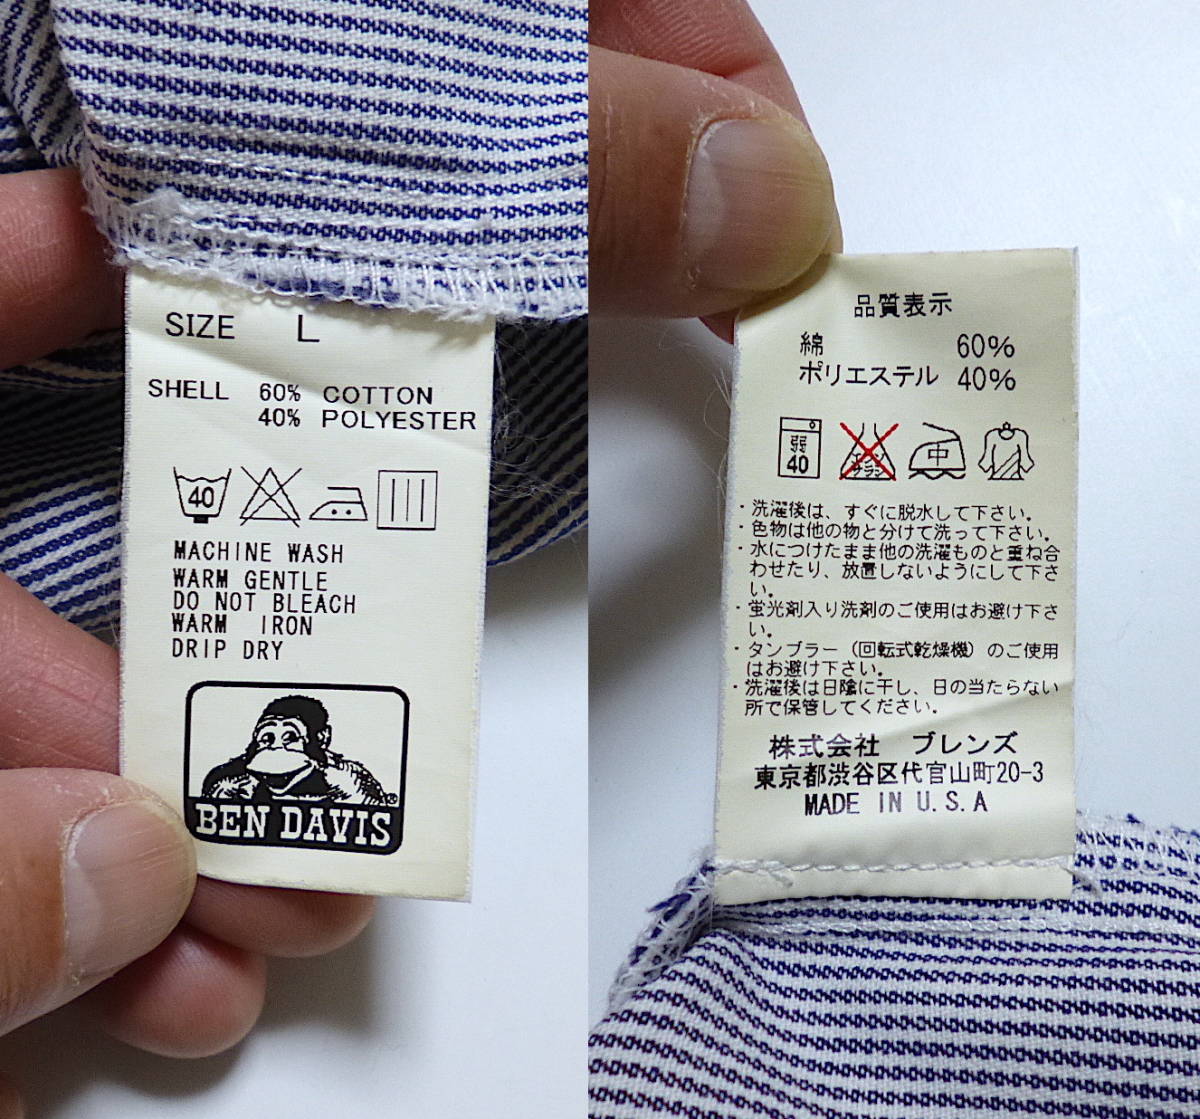 SIZE L
SHELL 60% COTTON
40% POLYESTER
40
MACHINE WASH
WARM GENTLE
DO NOT BLEACH
WARM IRON
DRIP DRY
BEN DAVIS®
品質表示
綿 60%
ポリエステル 40%
弱
40
エンソ
サラシ
中
・洗濯後は、すぐに脱水して下さい。
・色物は他の物と分けて洗って下さい。
・水につけたまま他の洗濯ものと重ね合
わせたり、放置しないようにして下さ
い。
・蛍光剤入り洗剤のご使用はお避け下さ
い。
・タンブラー（回転式乾燥機）のご使用
はお避け下さい。
・洗濯後は日陰に干し、日の当たらない
所で保管してください。
株式会社 ブレンズ
東京都渋谷区代官山町20-3
MADE IN U.S.A